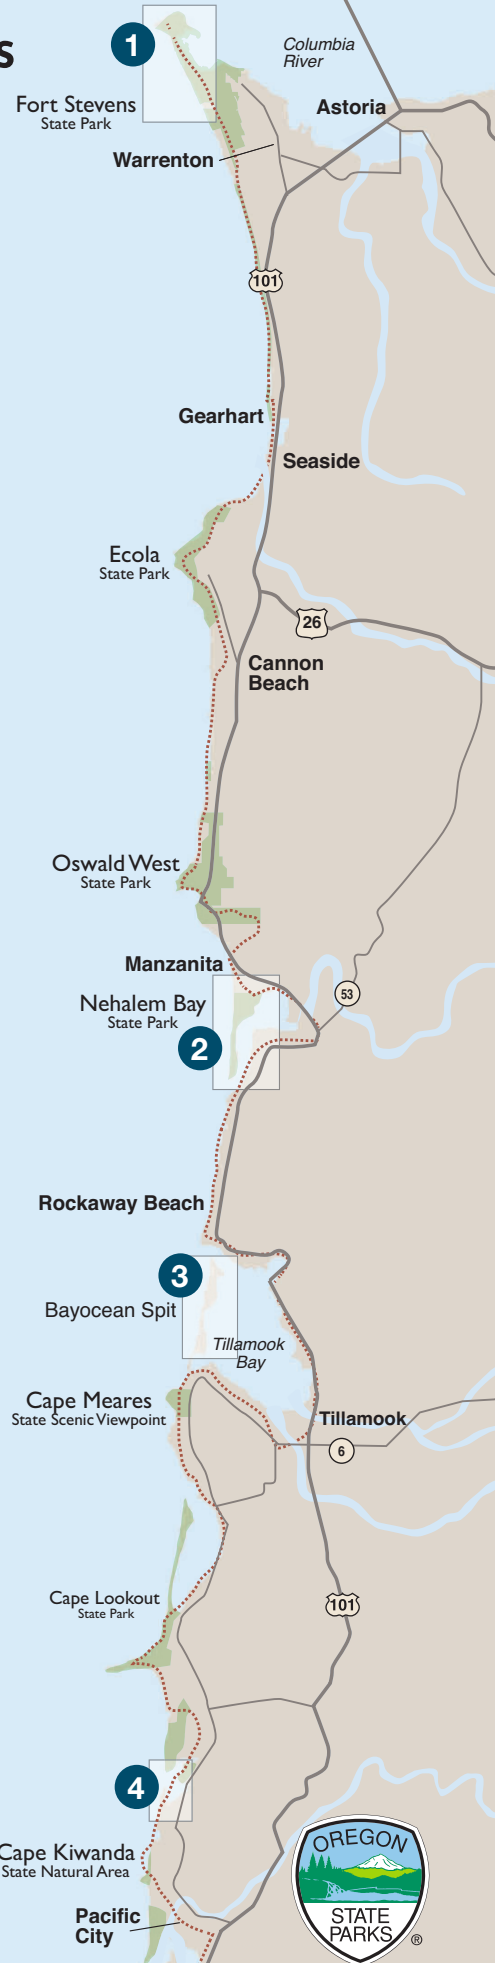 s
1
Columbia
River
Fort Stevens
State Park
Astoria
Warrenton
101
Gearhart
Seaside
Ecola
State Park
26
Cannon
Beach
Oswald West
State Park
Manzanita
Nehalem Bay
State Park
53
2
Rockaway Beach
3
Bayocean Spit
Tillamook
Bay
Cape Meares
State Scenic Viewpoint
Tillamook
6
Cape Lookout
State Park
101
4
Cape Kiwanda
State Natural Area
Pacific
City
OREGON
STATE
PARKS
®